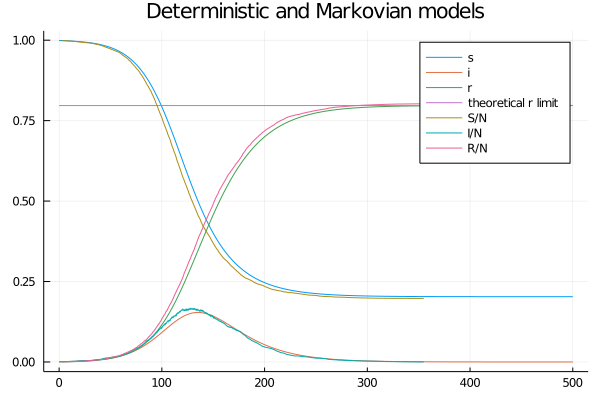 Deterministic and Markovian models
1.00
0.75
0.50
0.25
0.00
0
100
200
300
400
500
s
i
r
theoretical r limit
S/N
I/N
R/N